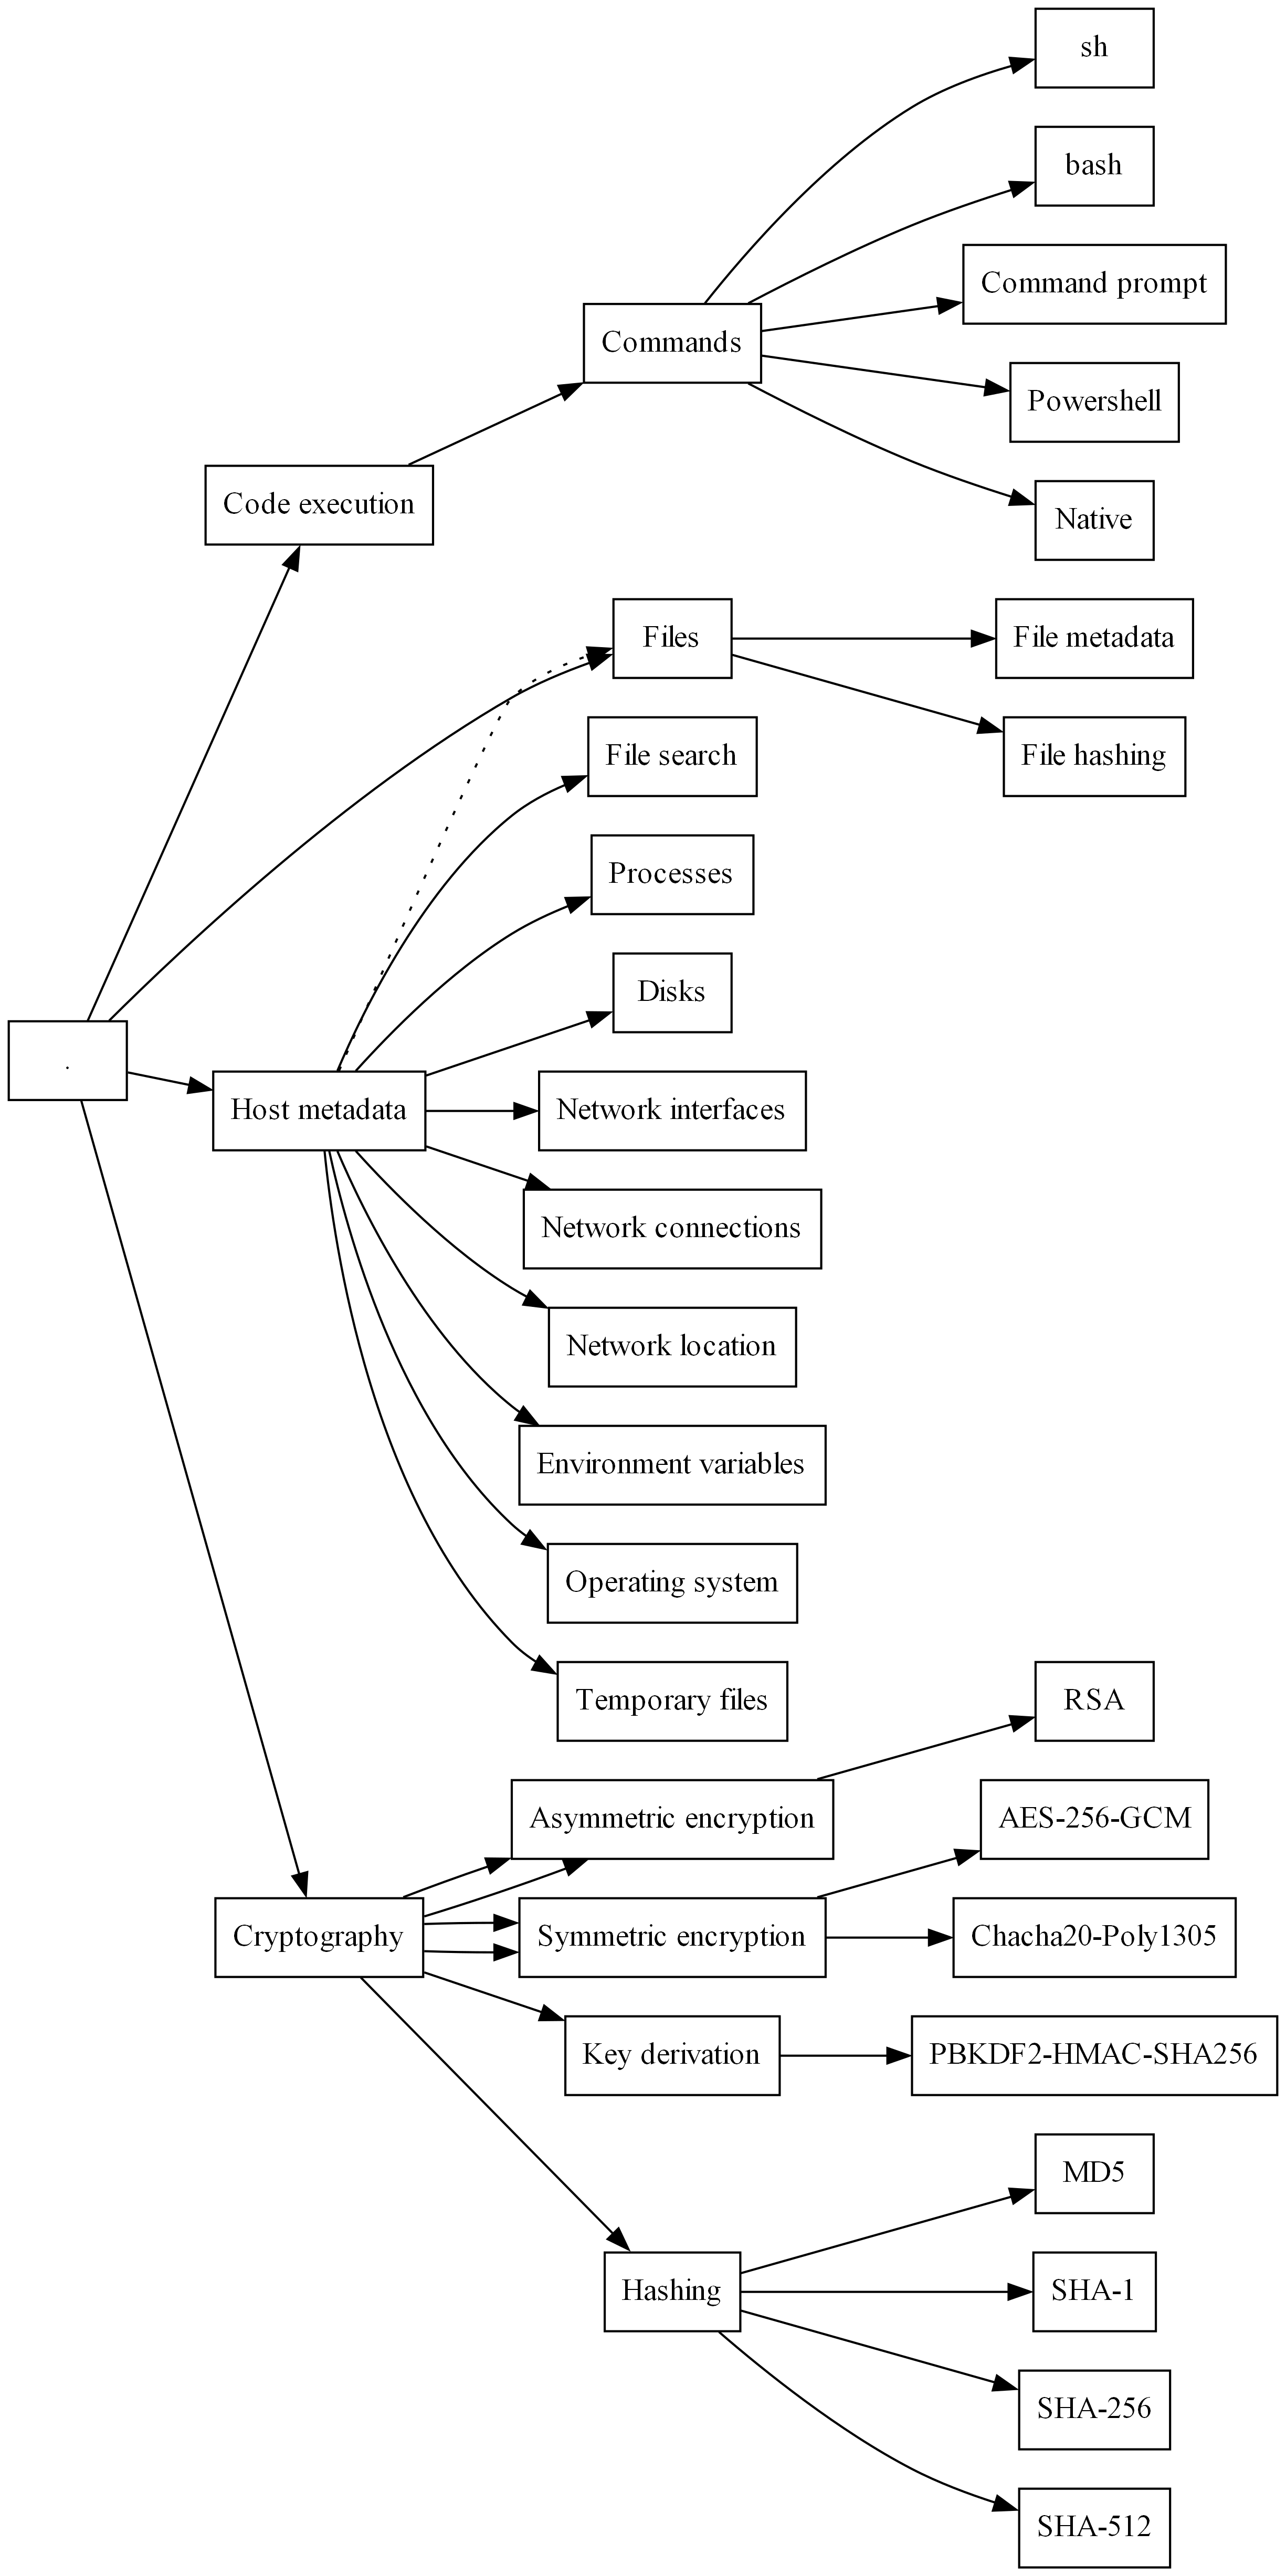 sh
bash
Command prompt
Commands
Powershell
Code execution
Native
Files
File metadata
File search
File hashing
Processes
Disks
.
Host metadata
Network interfaces
Network connections
Network location
Environment variables
Operating system
Temporary files
RSA
Asymmetric encryption
AES-256-GCM
Cryptography
Symmetric encryption
Chacha20-Poly1305
Key derivation
PBKDF2-HMAC-SHA256
MD5
Hashing
SHA-1
SHA-256
SHA-512